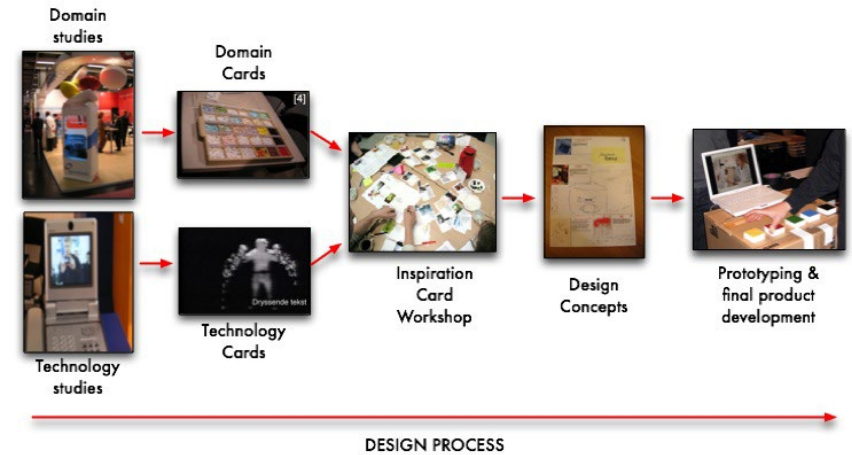 Domain
studies
Domain
Cards
[4]
Dryssende tekst
Technology
studies
Technology
Cards
Inspiration
Card
Workshop
Design
Concepts
Prototyping &
final product
development
DESIGN PROCESS